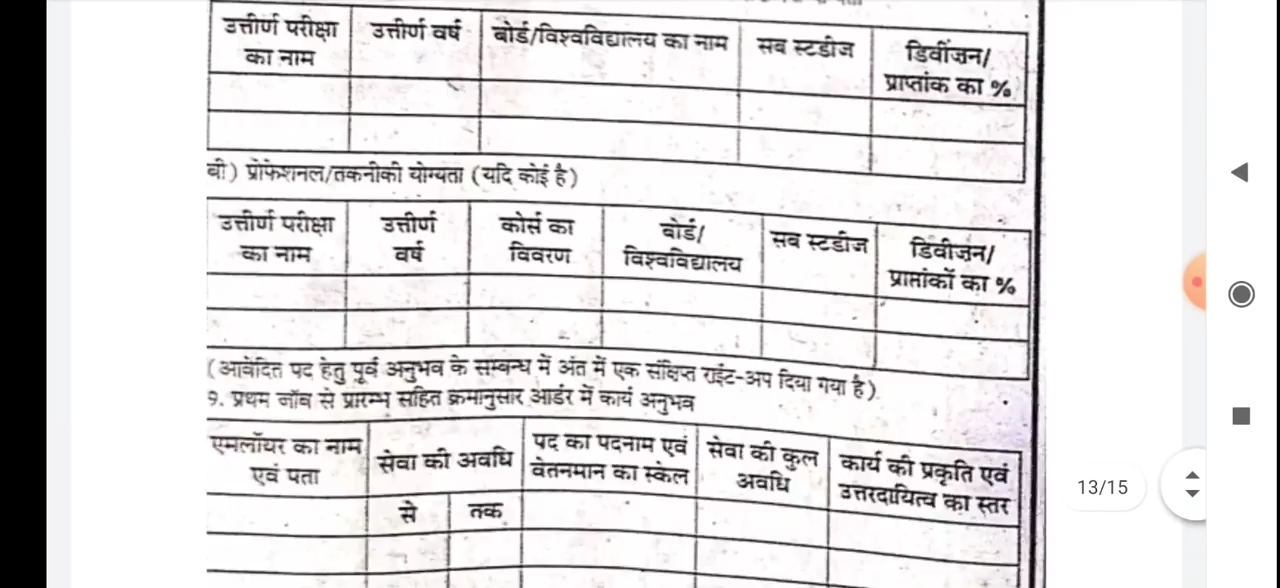 उत्तीर्ण परीक्षा का नाम
उत्तीर्ण वर्ष
बोर्ड/विश्वविद्यालय का नाम
सब स्टडीज
डिवींजन/ प्राप्तांक का %
बी) प्रोफेशनल/तकनीकी योग्यता (यदि कोई है)
उत्तीर्ण परीक्षा का नाम
उत्तीर्ण वर्ष
कोर्स का विवरण
बोर्ड/ विश्वविद्यालय
सब स्टडीज
डिवीजन/ प्राप्तांकों का %
(आवेदित पद हेतु पूर्व अनुभव के सम्बन्ध में अंत में एक संक्षिप्त राईट-अप दिया गया है)
9. प्रथम जॉब से प्रारम्भ सहित क्रमानुसार आर्डर में कार्य अनुभव
एमलॉयर का नाम एवं पता
सेवा की अवधि
से
तक
पद का पदनाम एवं वेतनमान का स्केल
सेवा की कुल अवधि
कार्य की प्रकृति एवं उत्तरदायित्व का स्तर
13/15